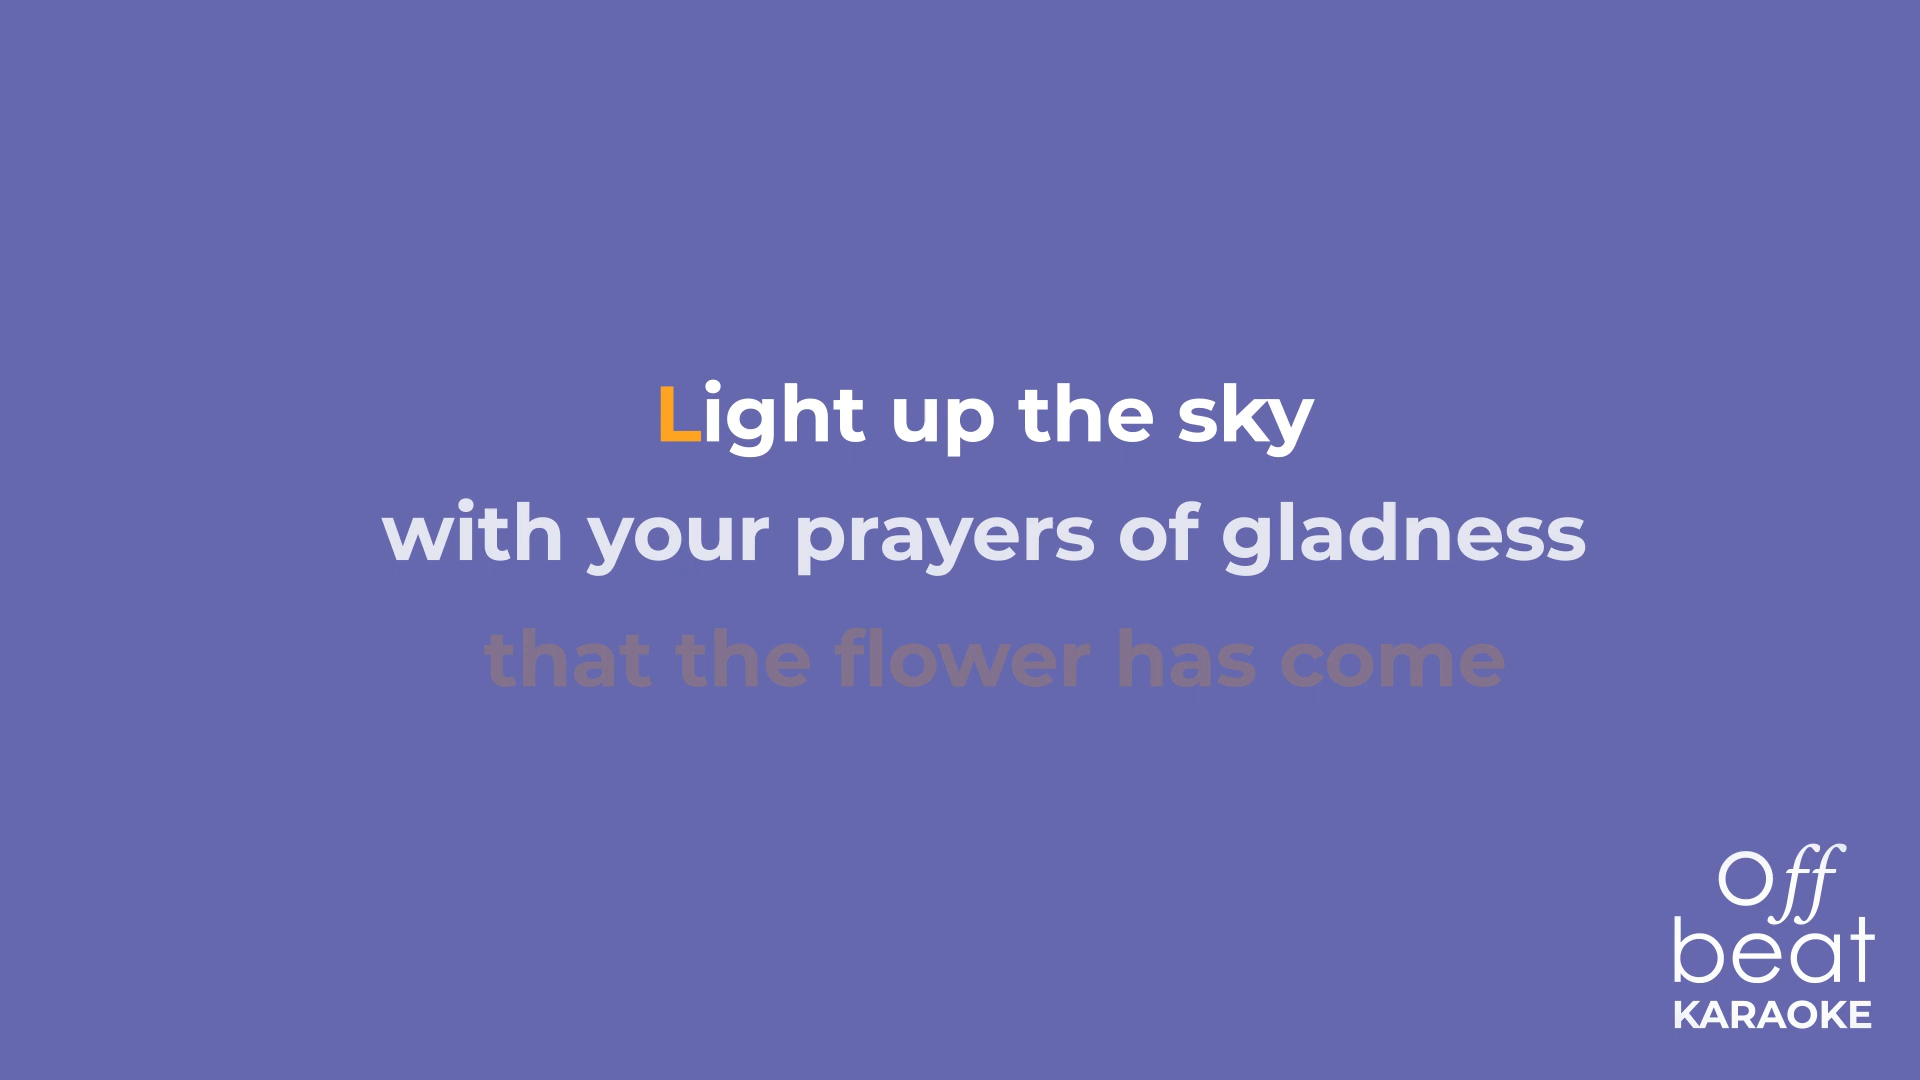 Light up the sky
with your prayers of gladness
that the flower has come
Off
beat
KARAOKE